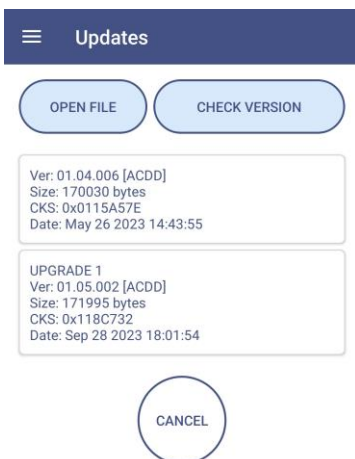 Updates
OPEN FILE
CHECK VERSION
Ver: 01.04.006 [ACDD]
Size: 170030 bytes
CKS: 0x0115A57E
Date: May 26 2023 14:43:55
UPGRADE 1
Ver: 01.05.002 [ACDD]
Size: 171995 bytes
CKS: 0x118C732
Date: Sep 28 2023 18:01:54
CANCEL